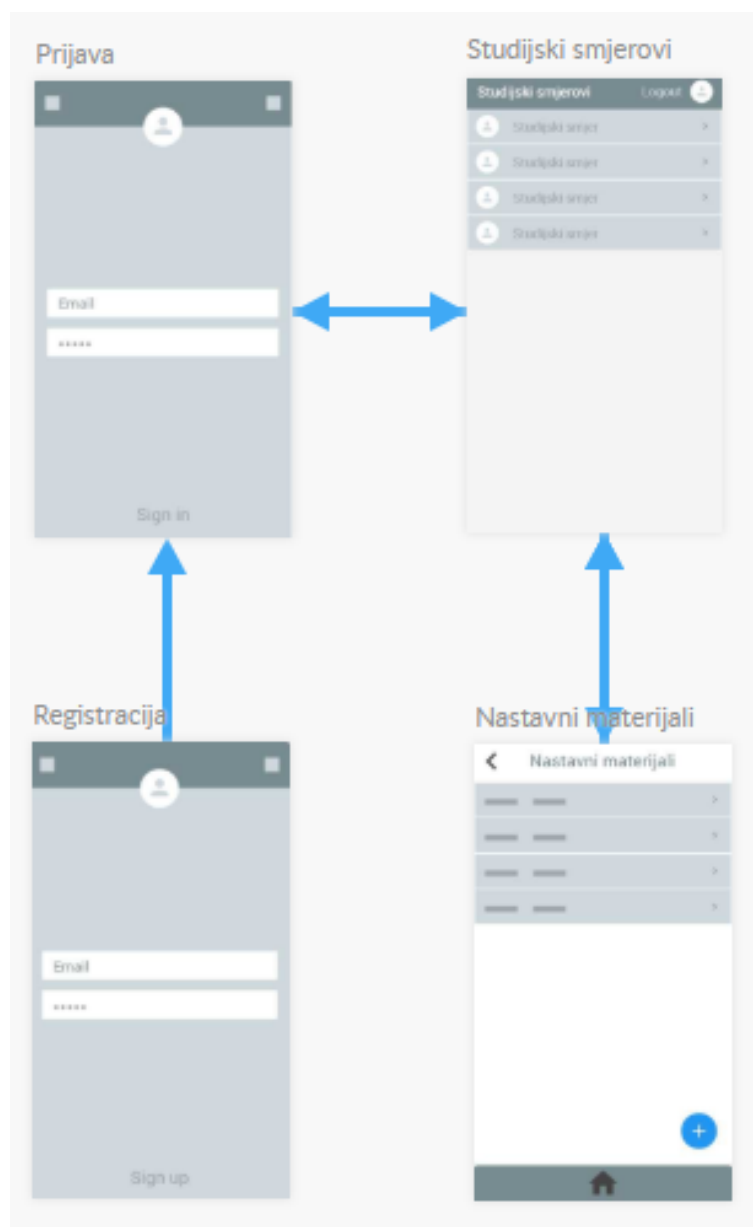 Prijava
Email
•••••
Sign in
Studijski smjerovi
Studijski smjerovi Logout
Studijski smjer
Studijski smjer
Studijski smjer
Studijski smjer
Registracija
Email
•••••
Sign up
Nastavni materijali
Nastavni materijali